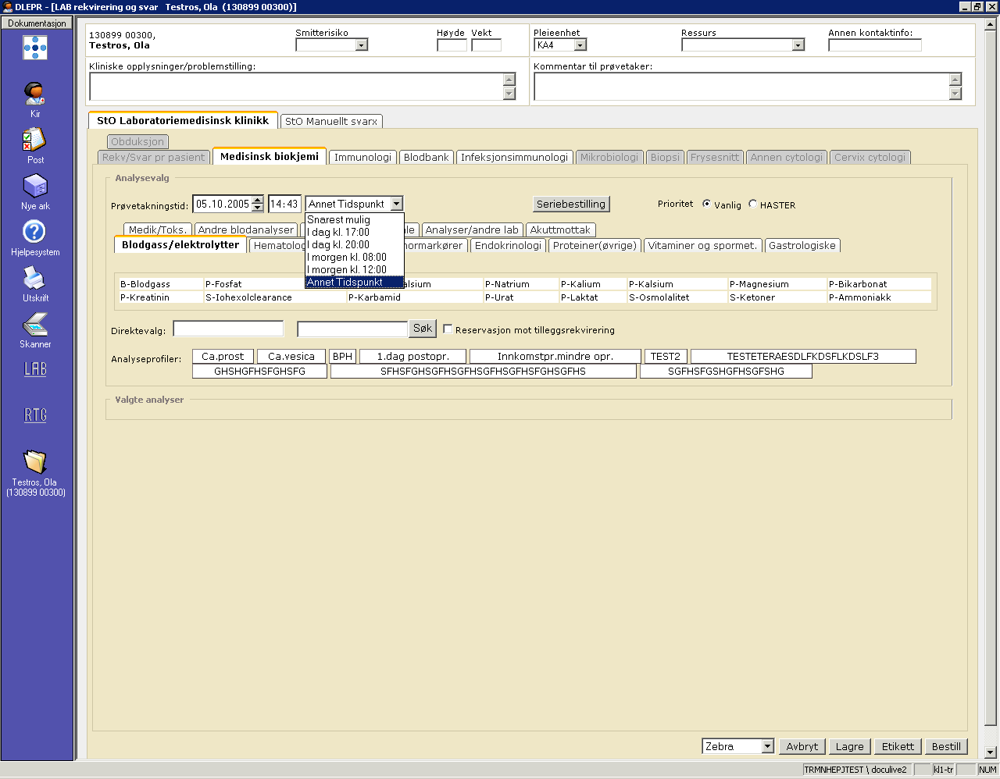 DLEPR - [LAB rekvirering og svar   Testros, Ola  (130899 00300)]
Dokumentasjon
Kir
Post
Nye ark
Hjelpesystem
Utskrift
Skanner
LAB
RTG
Testros, Ola
(130899 00300)
130899 00300,
Testros, Ola
Smitterisiko
Høyde Vekt
Pleieenhet
KA4
Ressurs
Annen kontaktinfo:
Kliniske opplysninger/problemstilling:
Kommentar til prøvetaker:
StO Laboratoriemedisinsk klinikk StO Manuellt svarx
Obduksjon
Rekv/Svar pr pasient Medisinsk biokjemi Immunologi Blodbank Infeksjonsimmunologi Mikrobiologi Biopsi Frysesnitt Annen cytologi Cervix cytologi
Analysevalg
Prøvetakningstid: 05.10.2005 14:43 Annet Tidspunkt Seriebestilling Prioritet Vanlig HASTER
Snarest mulig
I dag kl. 17:00
I dag kl. 20:00
I morgen kl. 08:00
I morgen kl. 12:00
Annet Tidspunkt
Medik/Toks. Andre blodanalyser le Analyser/andre lab Akuttmottak
Blodgass/elektrolytter Hematolog ormarkører Endokrinologi Proteiner(øvrige) Vitaminer og spormet. Gastrologiske
B-Blodgass P-Fosfat alsium P-Natrium P-Kalium P-Kalsium P-Magnesium P-Bikarbonat
P-Kreatinin S-Iohexolclearance P-Karbamid P-Urat P-Laktat S-Osmolalitet S-Ketoner P-Ammoniakk
Direktevalg: Søk Reservasjon mot tilleggsrekvirering
Analyseprofiler: Ca.prost Ca.vesica BPH 1.dag postopr. Innkomstpr.mindre opr. TEST2 TESTETERAESDLFKDSFLKDSLF3
GHSHGFHSFGHSFG SFHSFGHSGFHSGFHSGFHSGFHSFGHSGFHS SGFHSFGSHGFHSGFSHG
Valgte analyser
Zebra Avbryt Lagre Etikett Bestill
TRMNHEPJTEST \ doculive2 kl1-tr NUM